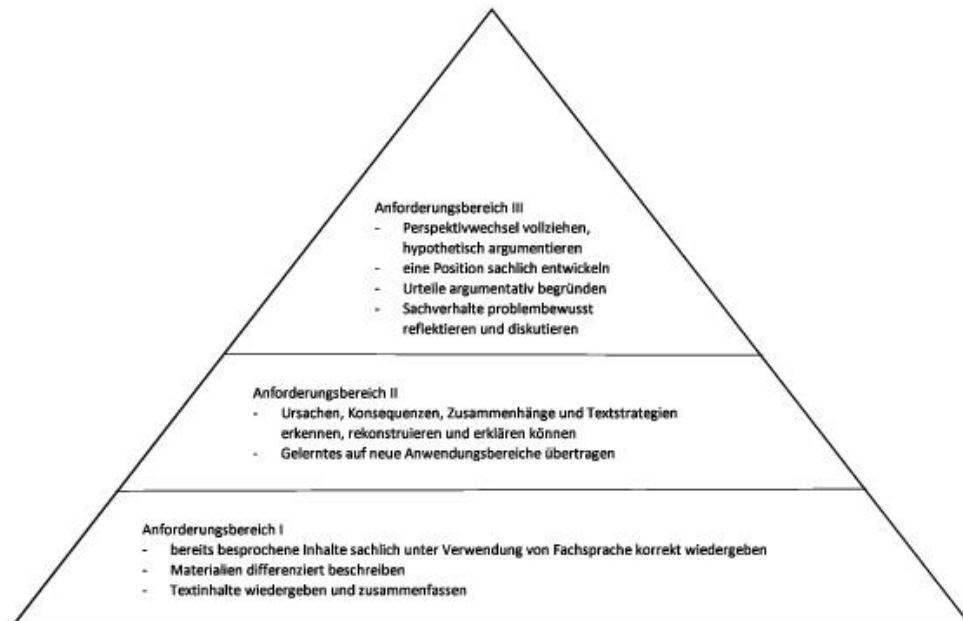 Anforderungsbereich III
- Perspektivwechsel vollziehen,
hypothetisch argumentieren
- eine Position sachlich entwickeln
- Urteile argumentativ begründen
- Sachverhalte problembewusst
reflektieren und diskutieren
Anforderungsbereich II
- Ursachen, Konsequenzen, Zusammenhänge und Textstrategien
erkennen, rekonstruieren und erklären können
- Gelerntes auf neue Anwendungsbereiche übertragen
Anforderungsbereich I
- bereits besprochene Inhalte sachlich unter Verwendung von Fachsprache korrekt wiedergeben
- Materialien differenziert beschreiben
- Textinhalte wiedergeben und zusammenfassen